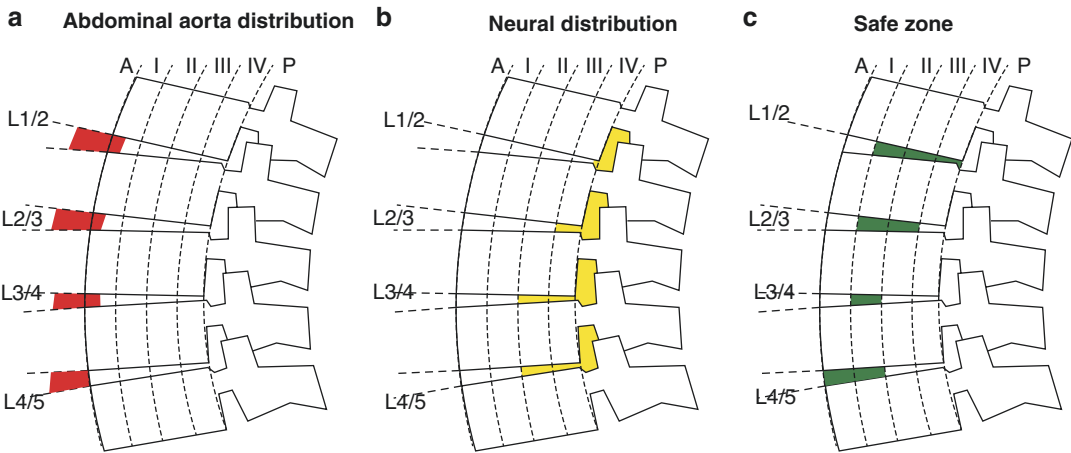 a Abdominal aorta distribution
A I II III IV P
L1/2
L2/3
L3/4
L4/5
b Neural distribution
A I II III IV P
L1/2
L2/3
L3/4
L4/5
c Safe zone
A I II III IV P
L1/2
L2/3
L3/4
L4/5